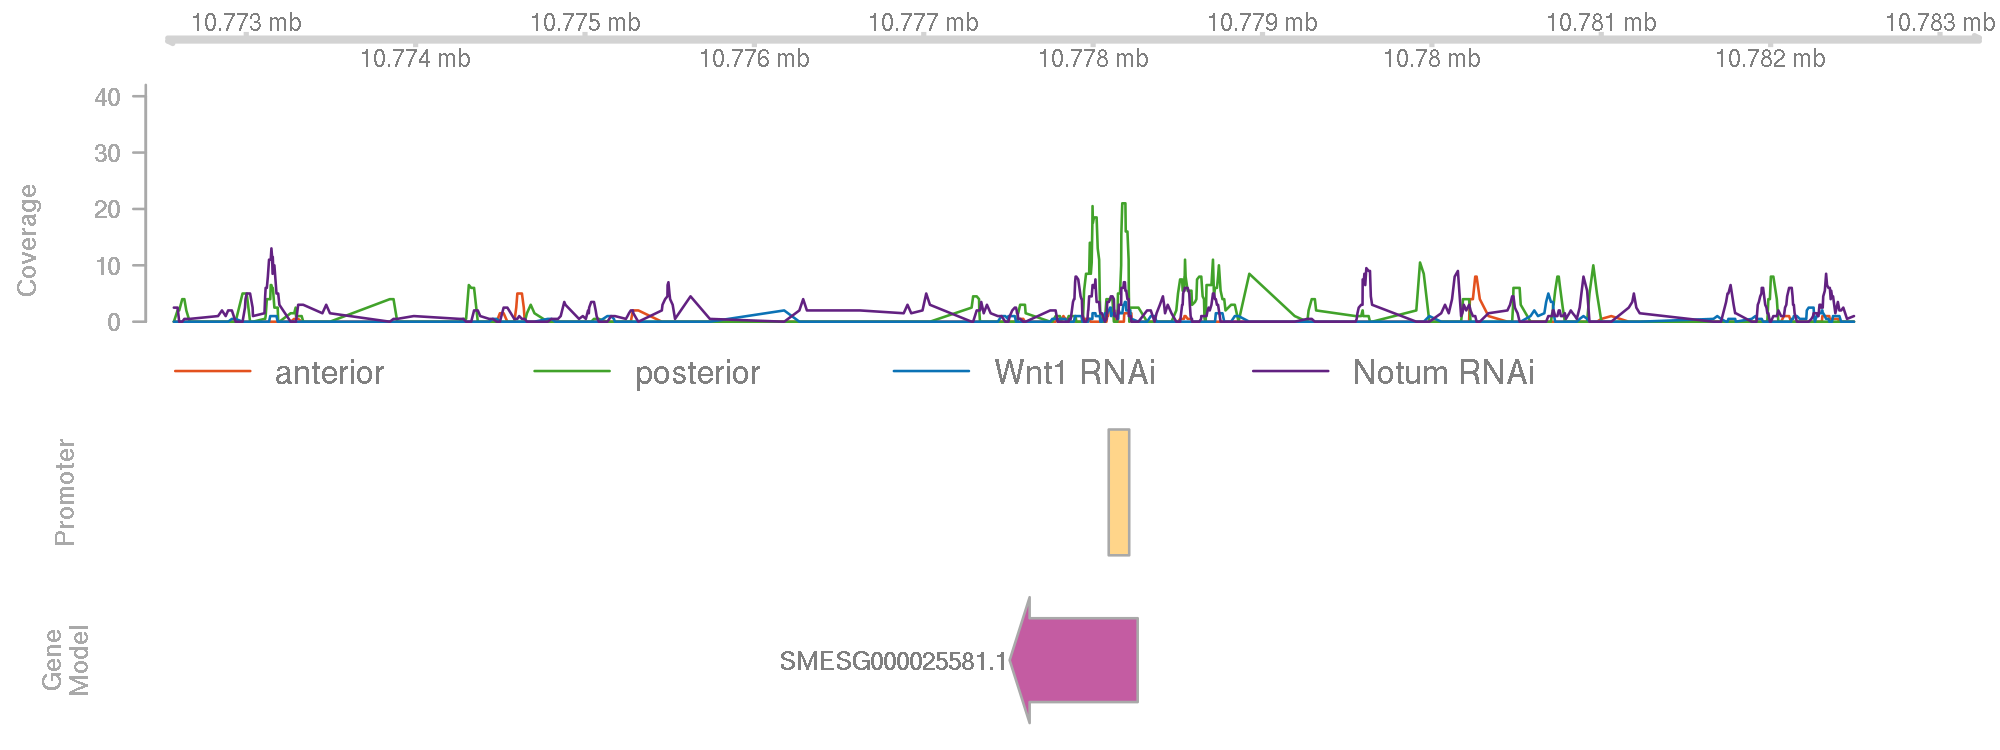 10.773 mb 10.775 mb 10.777 mb 10.779 mb 10.781 mb 10.783 mb
10.774 mb 10.776 mb 10.778 mb 10.78 mb 10.782 mb
Coverage
40
30
20
10
0
anterior posterior Wnt1 RNAi Notum RNAi
Promoter
Gene
Model
SMESG000025581.1